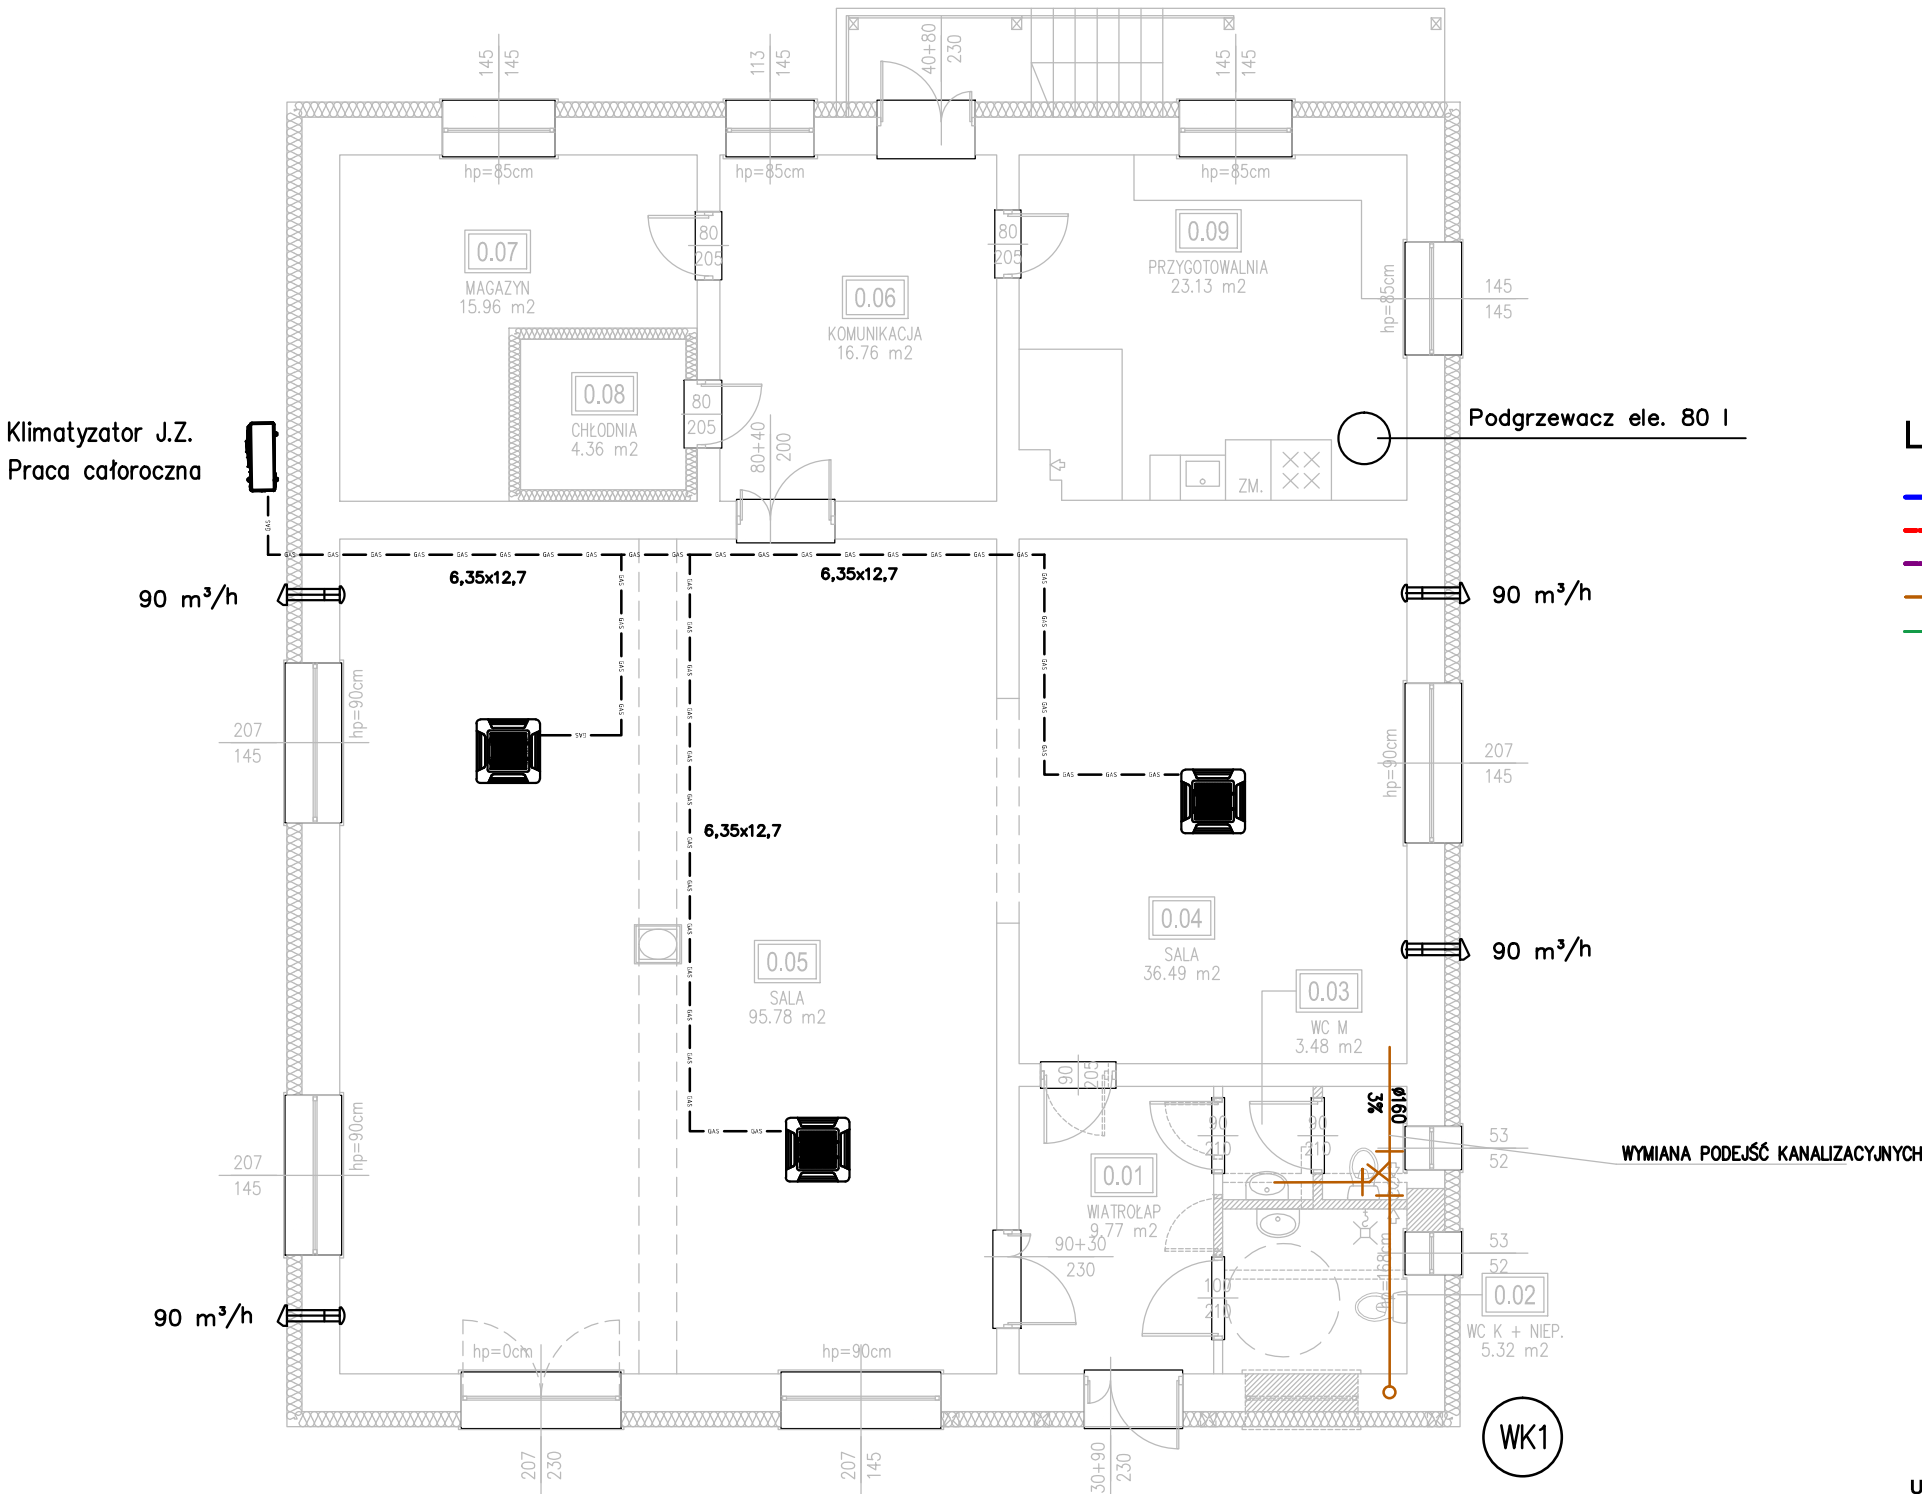 145
145
113
145
40+80
230
145
145
hp=85cm
hp=85cm
hp=85cm
0.07
MAGAZYN
15.96 m2
80
205
0.06
KOMUNIKACJA
16.76 m2
80
205
0.09
PRZYGOTOWALNIA
23.13 m2
hp=85cm
145
145
0.08
CHŁODNIA
4.36 m2
80
205
80+40
200
Klimatyzator J.Z.
Praca całoroczna
Podgrzewacz ele. 80 l
L
ZM.
GAS
6,35x12,7
6,35x12,7
90 m³/h
90 m³/h
hp=90cm
207
145
hp=90cm
207
145
6,35x12,7
0.04
SALA
36.49 m2
90 m³/h
0.05
SALA
95.78 m2
0.03
WC M
3.48 m2
90
205
ø160
3%
hp=90cm
207
145
90
210
90
210
53
52
WYMIANA PODEJŚĆ KANALIZACYJNYCH
0.01
WIATROŁAP
9.77 m2
90+30
230
100
210
hp=168cm
53
52
0.02
WC K + NIEP.
5.32 m2
90 m³/h
hp=0cm
hp=90cm
207
230
207
145
30+90
230
WK1